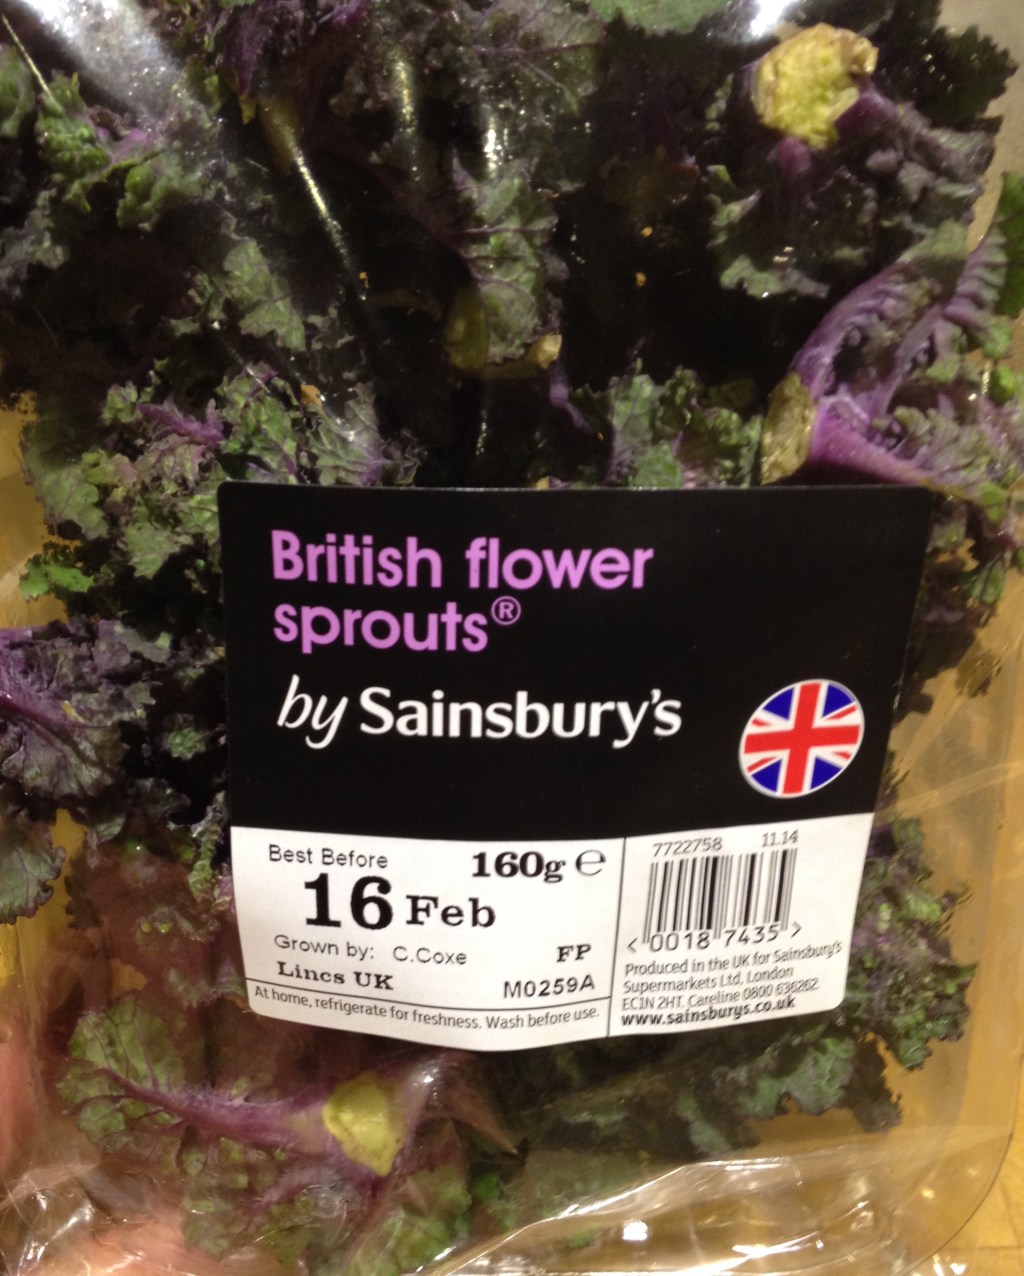 British flower
sprouts®
by Sainsbury's
Best Before 160g ℮
16 Feb
Grown by: C.Coxe FP
Lincs UK M0259A
At home, refrigerate for freshness. Wash before use.
7722758 11.14
< 0018 7435 >
Produced in the UK for Sainsbury's
Supermarkets Ltd, London
EC1N 2HT. Careline 0800 636262.
www.sainsburys.co.uk